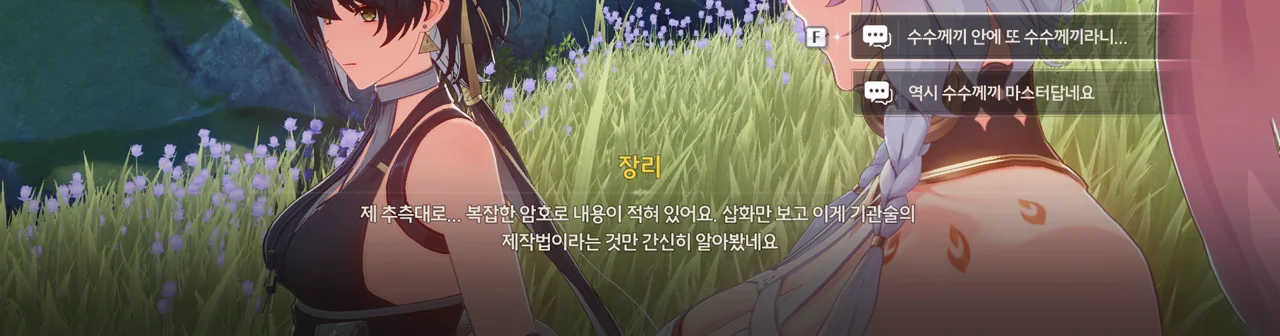 F
수수께끼 안에 또 수수께끼라니...
역시 수수께끼 마스터답네요
장리
제 추측대로... 복잡한 암호로 내용이 적혀 있어요. 삽화만 보고 이게 기관술의
제작법이라는 것만 간신히 알아봤네요